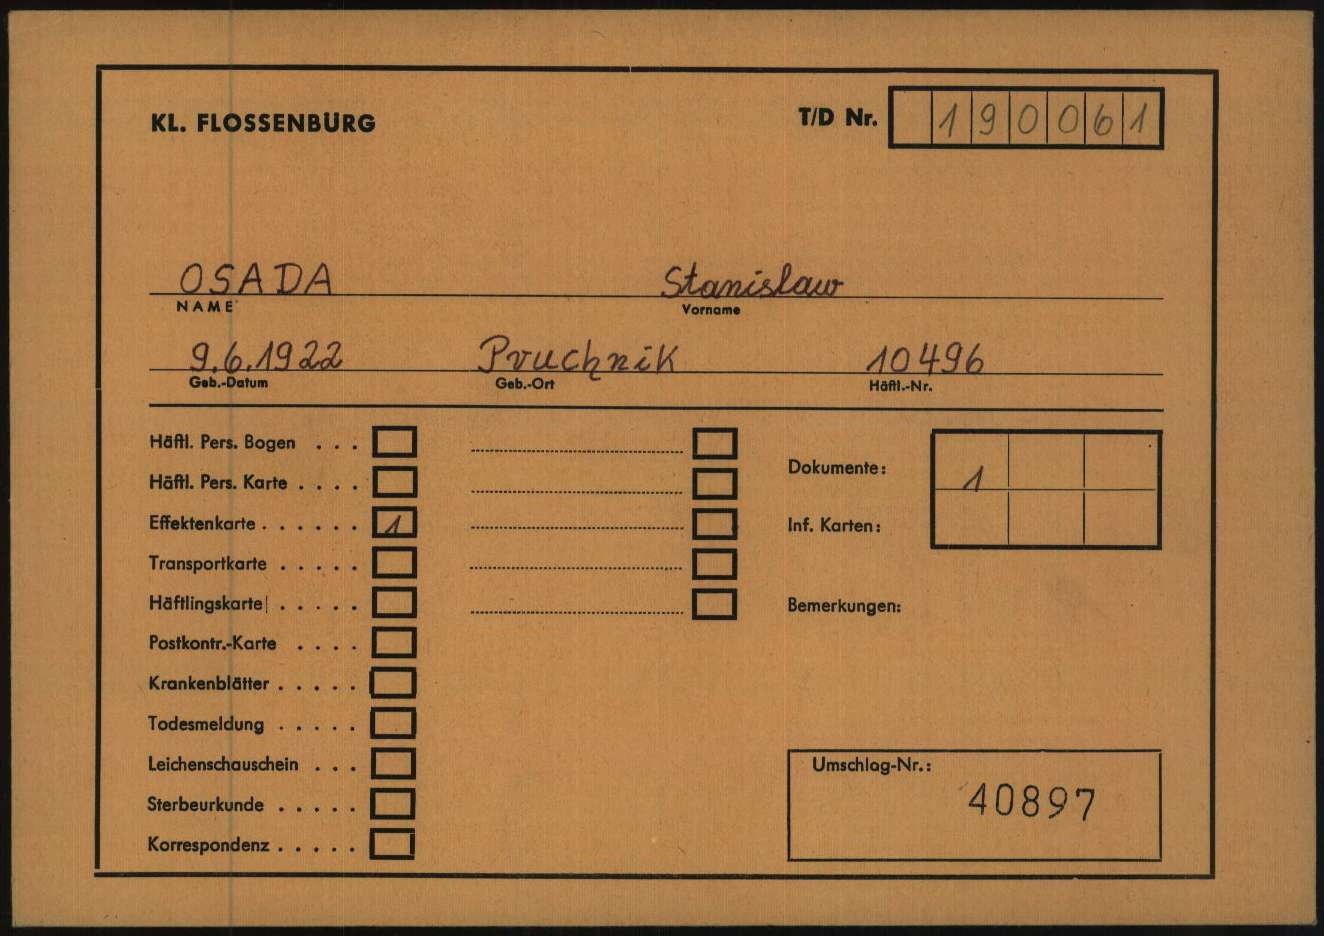 KL. FLOSSENBÜRG
T/D Nr. 190061
OSADA Stanislaw
NAME Vorname
9.6.1922 Pruchnik 10496
Geb.-Datum Geb.-Ort Häftl.-Nr.
Häftl. Pers. Bogen . . .
Häftl. Pers. Karte . . . .
Dokumente: 1
Effektenkarte . . . . . . 1
Inf. Karten:
Transportkarte . . . . .
Häftlingskarte . . . . .
Bemerkungen:
Postkontr.-Karte . . . .
Krankenblätter . . . . .
Todesmeldung . . . . .
Leichenschauschein . . .
Umschlag-Nr.:
Sterbeurkunde . . . . .
40897
Korrespondenz . . . . .